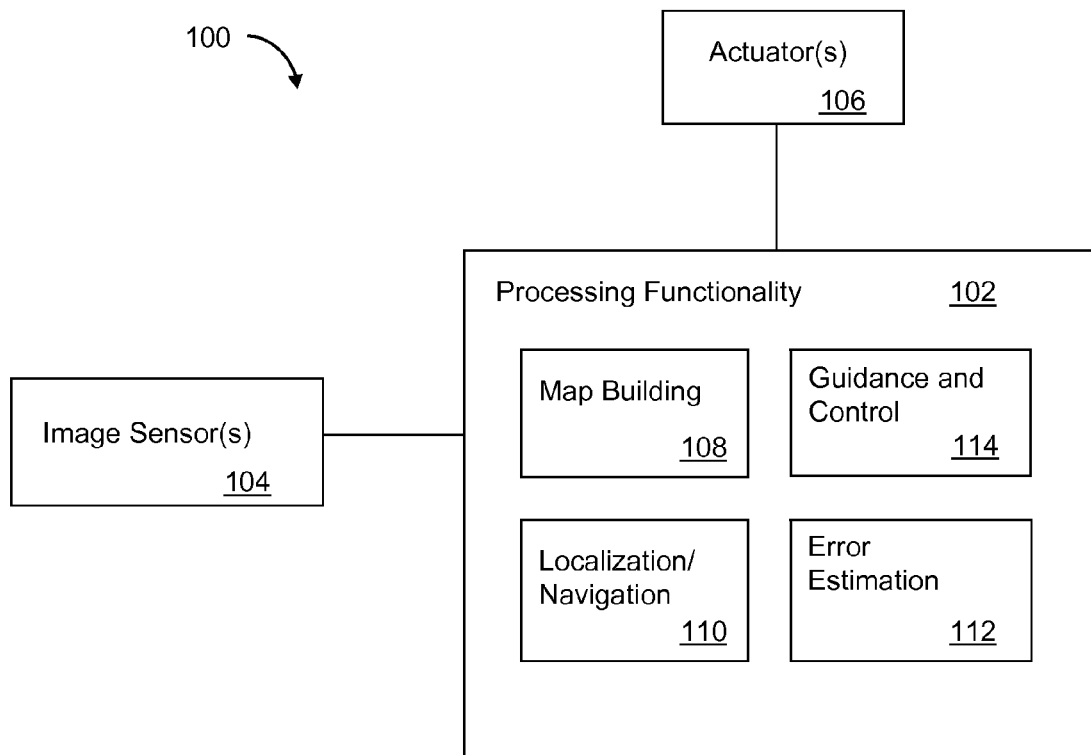 100
Actuator(s)
106
Processing Functionality 102
Map Building
108
Guidance and
Control
114
Image Sensor(s)
104
Localization/
Navigation
110
Error
Estimation
112